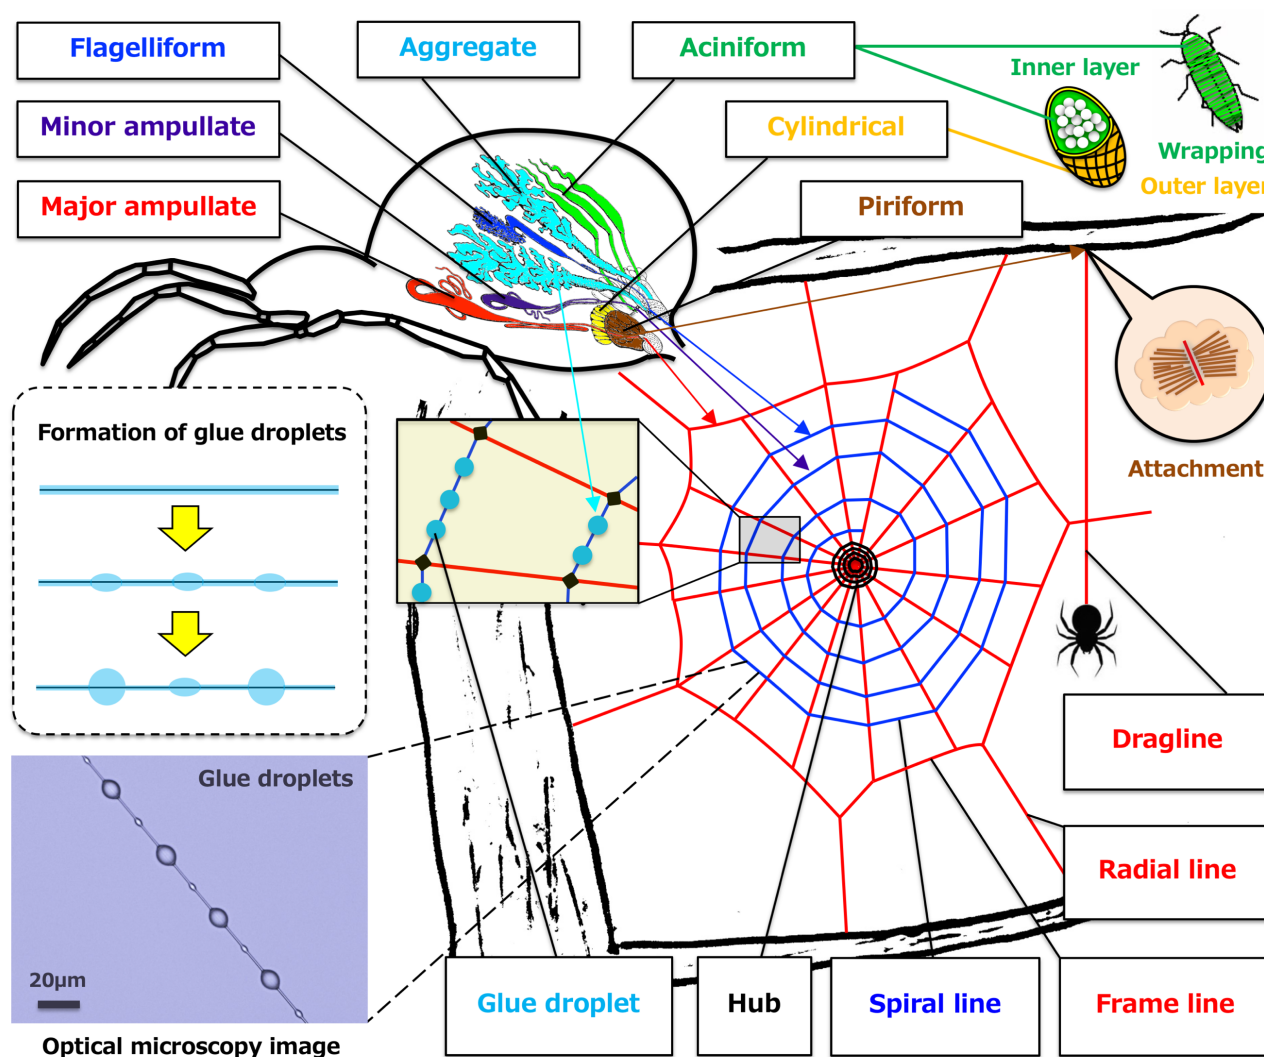 Flagelliform
Aggregate
Aciniform
Inner layer
Minor ampullate
Cylindrical
Wrapping
Outer layer
Major ampullate
Piriform
Formation of glue droplets
Attachment
Dragline
Glue droplets
Radial line
20μm
Glue droplet
Hub
Spiral line
Frame line
Optical microscopy image